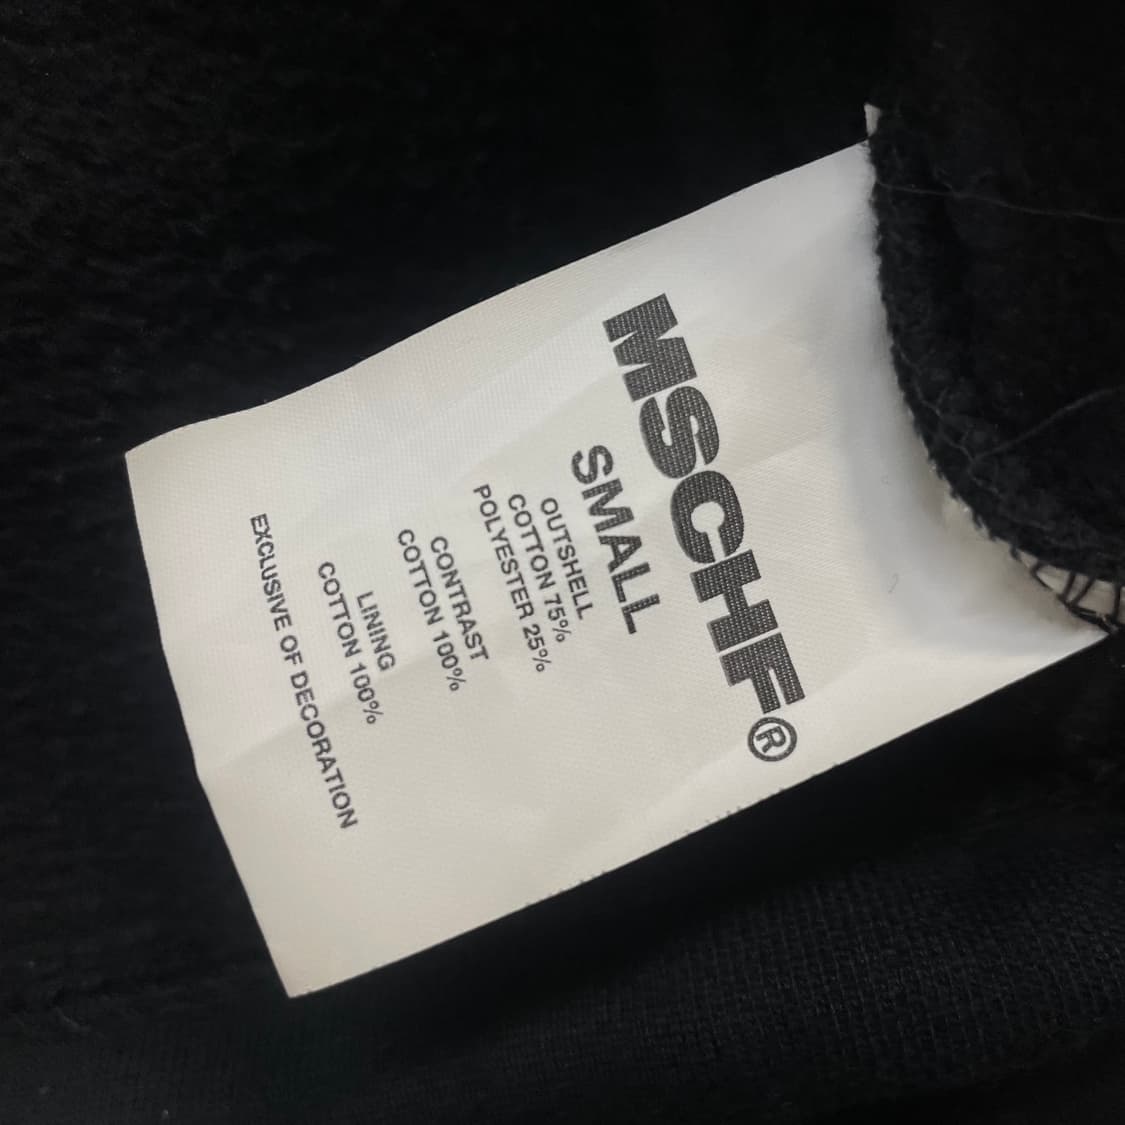 MSCHF®
SMALL
OUTSHELL
COTTON 75%
POLYESTER 25%
CONTRAST
COTTON 100%
LINING
COTTON 100%
EXCLUSIVE OF DECORATION